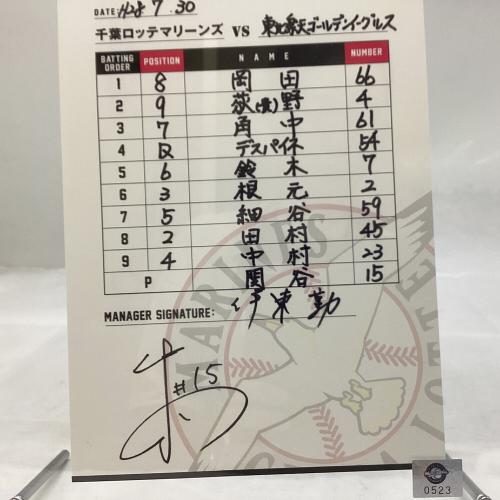 DATE: H28 7.30
千葉ロッテマリーンズ VS 東北楽天ゴールデンイーグルス
BATTING ORDER POSITION NAME NUMBER
1 8 岡田 66
2 9 荻(貴)野 4
3 7 角中 61
4 D デスパイネ 54
5 6 鈴木 7
6 3 根元 2
7 5 細谷 59
8 2 田村 45
9 4 中村 23
P 関谷 15
MANAGER SIGNATURE: 伊東勤
MARINES
LOTTE
#15
0523